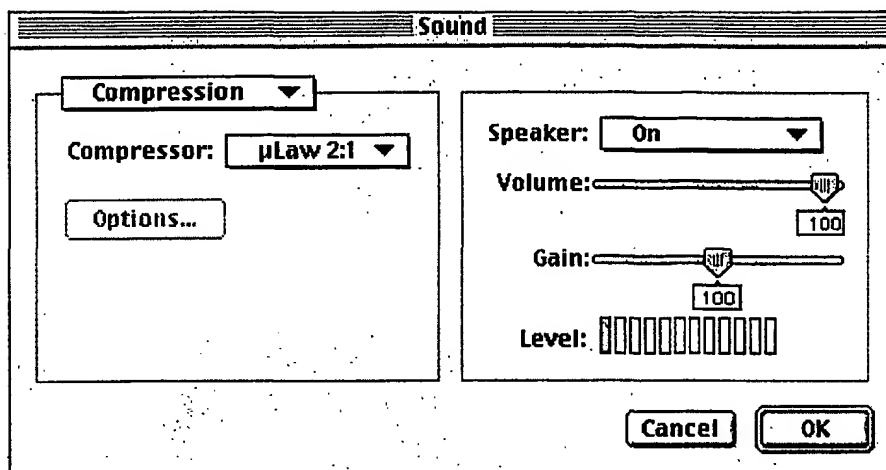 Sound
Compression
Compressor: µLaw 2:1
Options...
Speaker: On
Volume:
100
Gain:
100
Level:
Cancel OK